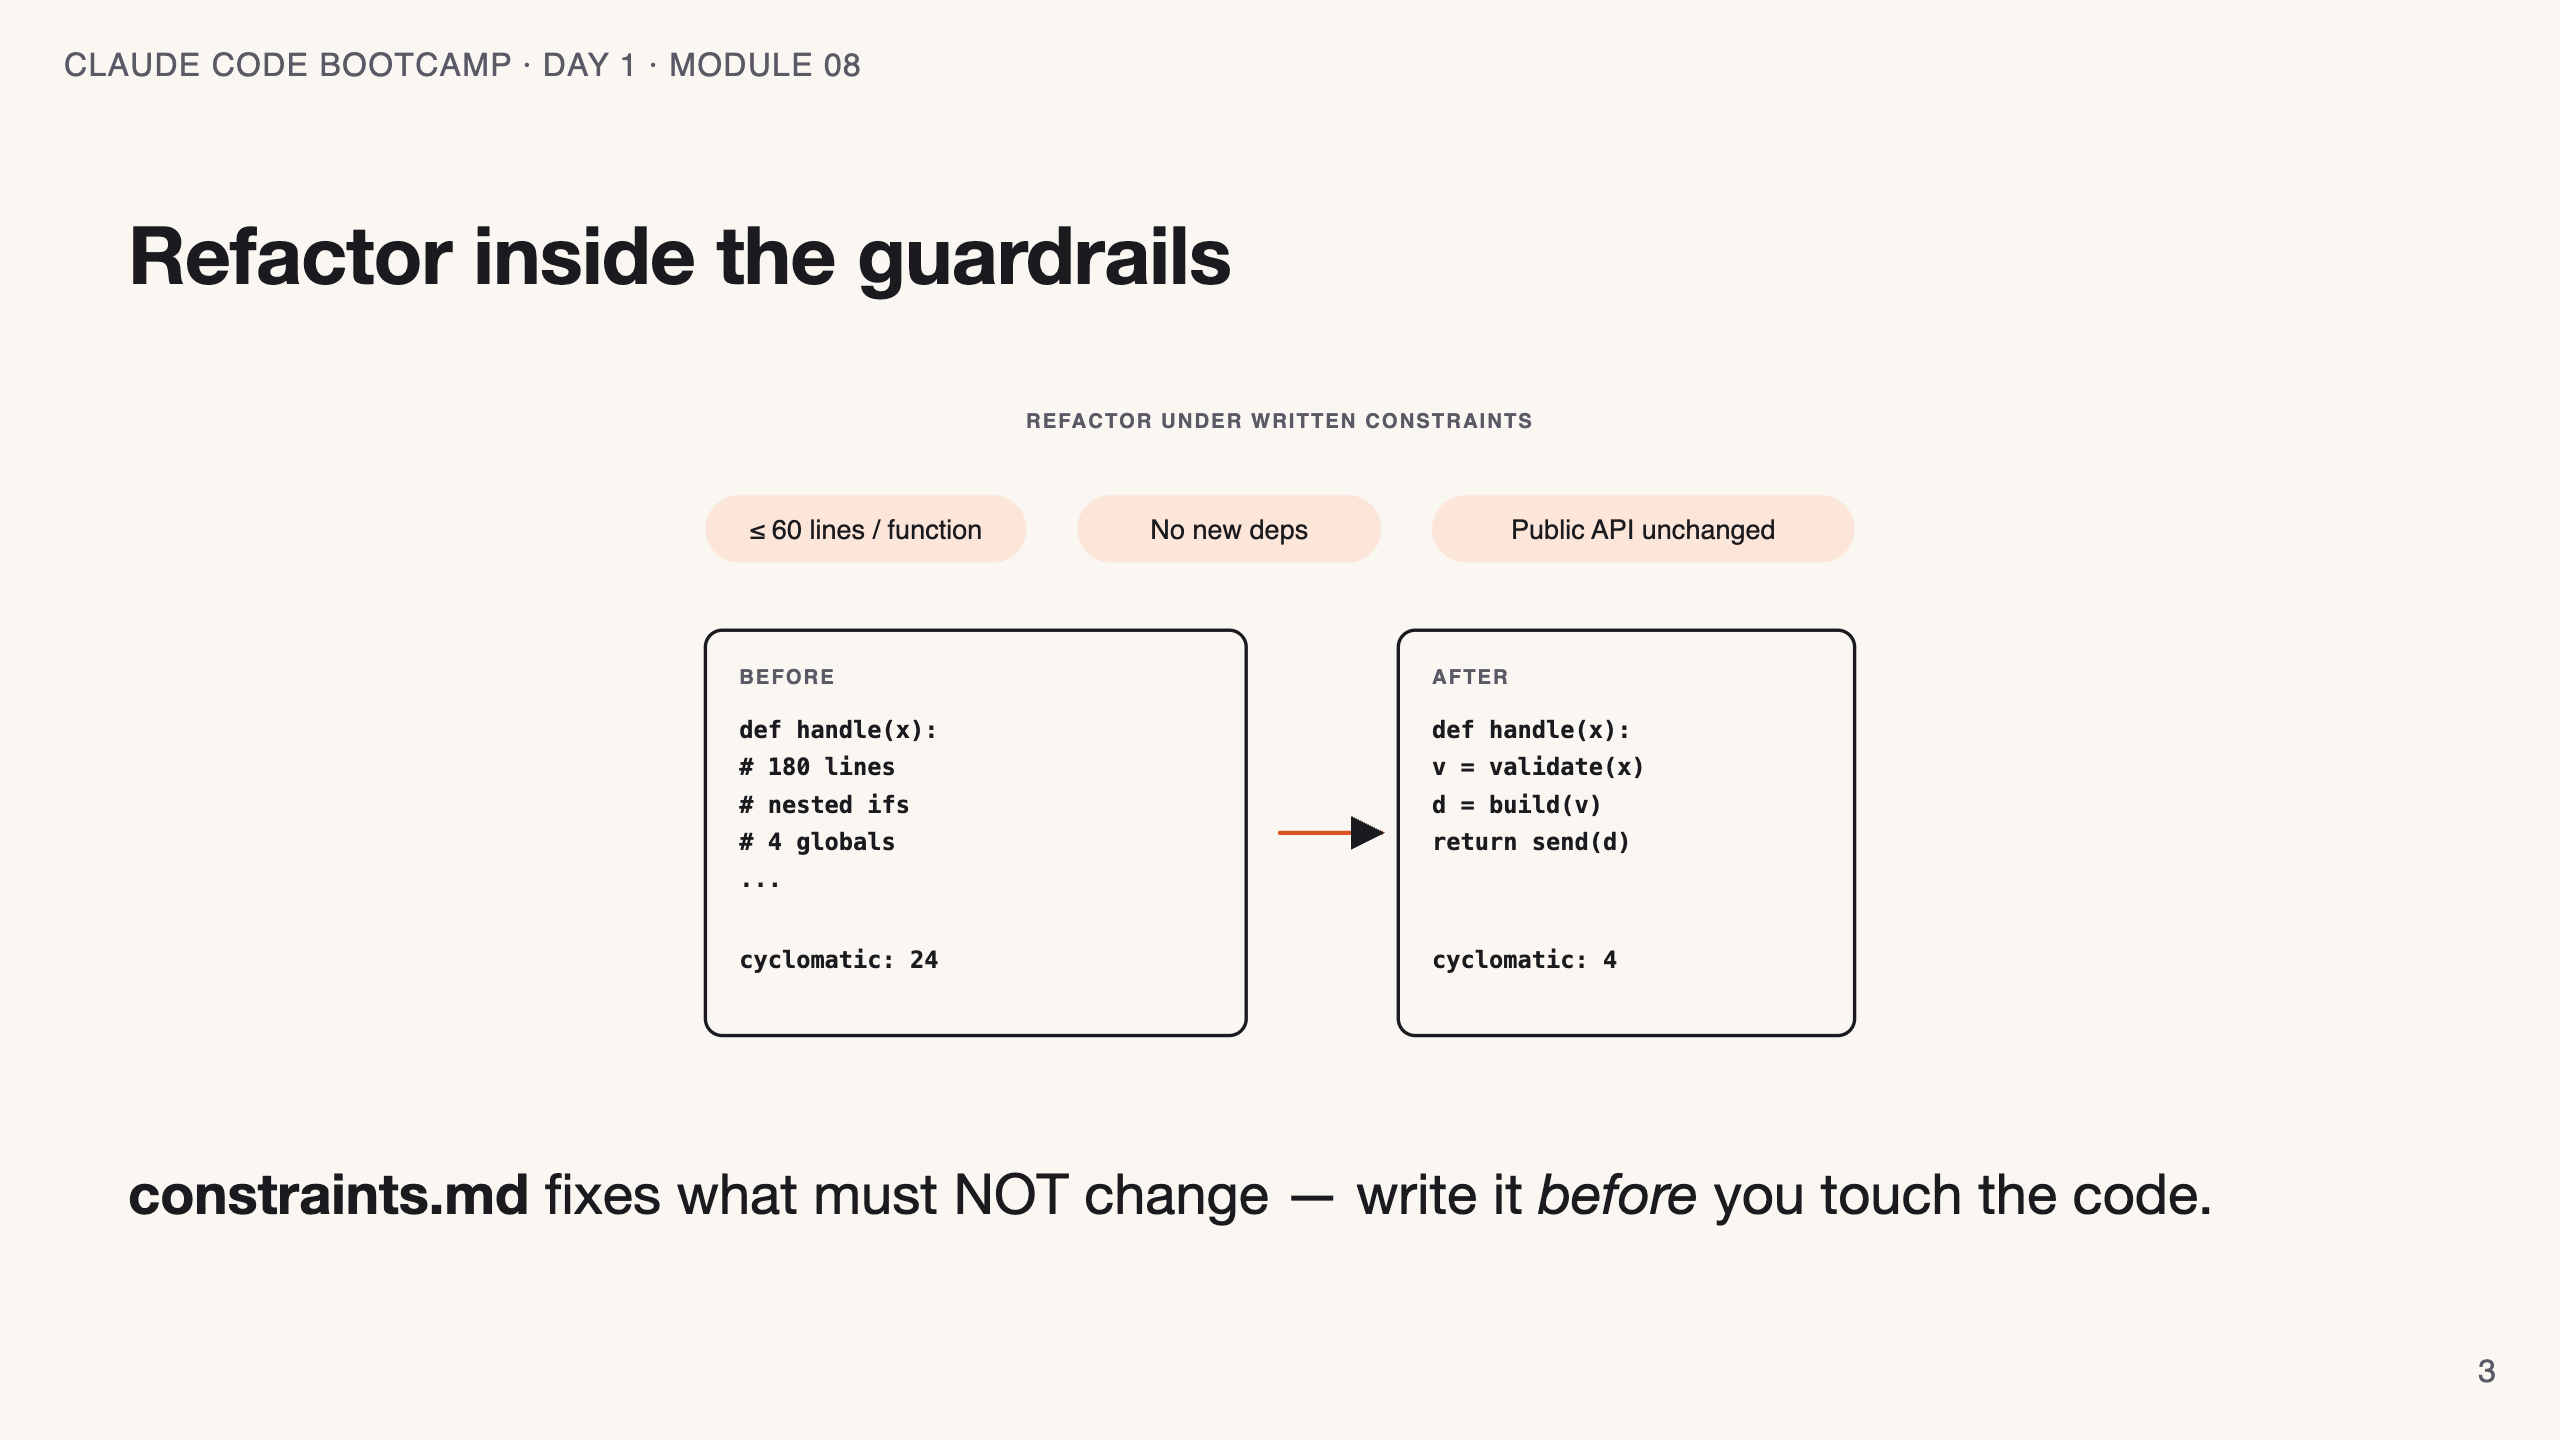 CLAUDE CODE BOOTCAMP · DAY 1 · MODULE 08
Refactor inside the guardrails
REFACTOR UNDER WRITTEN CONSTRAINTS
≤ 60 lines / function
No new deps
Public API unchanged
BEFORE
def handle(x):
# 180 lines
# nested ifs
# 4 globals
...
cyclomatic: 24
AFTER
def handle(x):
v = validate(x)
d = build(v)
return send(d)
cyclomatic: 4
constraints.md fixes what must NOT change — write it before you touch the code.
3